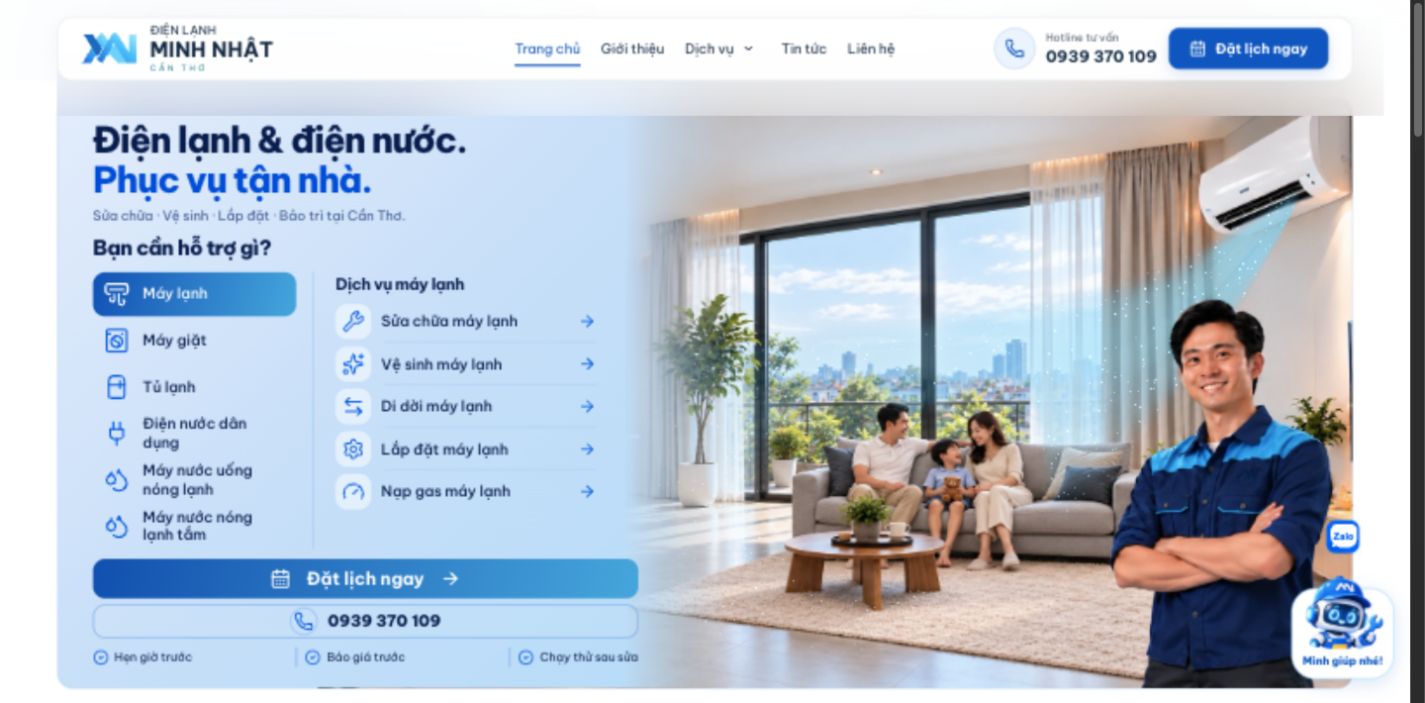 ĐIỆN LẠNH
MINH NHẬT
CẦN THƠ
Trang chủ
Giới thiệu
Dịch vụ
Tin tức
Liên hệ
Hotline tư vấn
0939 370 109
Đặt lịch ngay
Điện lạnh & điện nước.
Phục vụ tận nhà.
Sửa chữa · Vệ sinh · Lắp đặt · Bảo trì tại Cần Thơ.
Bạn cần hỗ trợ gì?
Máy lạnh
Máy giặt
Tủ lạnh
Điện nước dân
dụng
Máy nước uống
nóng lạnh
Máy nước nóng
lạnh tắm
Dịch vụ máy lạnh
Sửa chữa máy lạnh
Vệ sinh máy lạnh
Di dời máy lạnh
Lắp đặt máy lạnh
Nạp gas máy lạnh
Đặt lịch ngay
0939 370 109
Hẹn giờ trước
Báo giá trước
Chạy thử sau sửa
Zalo
Mình giúp nhé!